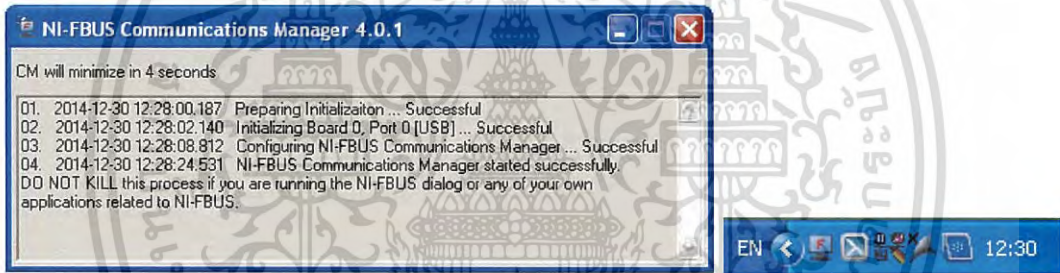 NI-FBUS Communications Manager 4.0.1
CM will minimize in 4 seconds
01. 2014-12-30 12:28:00.187 Preparing Initializaiton ... Successful
02. 2014-12-30 12:28:02.140 Initializing Board 0, Port 0 [USB] ... Successful
03. 2014-12-30 12:28:08.812 Configuring NI-FBUS Communications Manager ... Successful
04. 2014-12-30 12:28:24.531 NI-FBUS Communications Manager started successfully.
DO NOT KILL this process if you are running the NI-FBUS dialog or any of your own
applications related to NI-FBUS.
EN 12:30